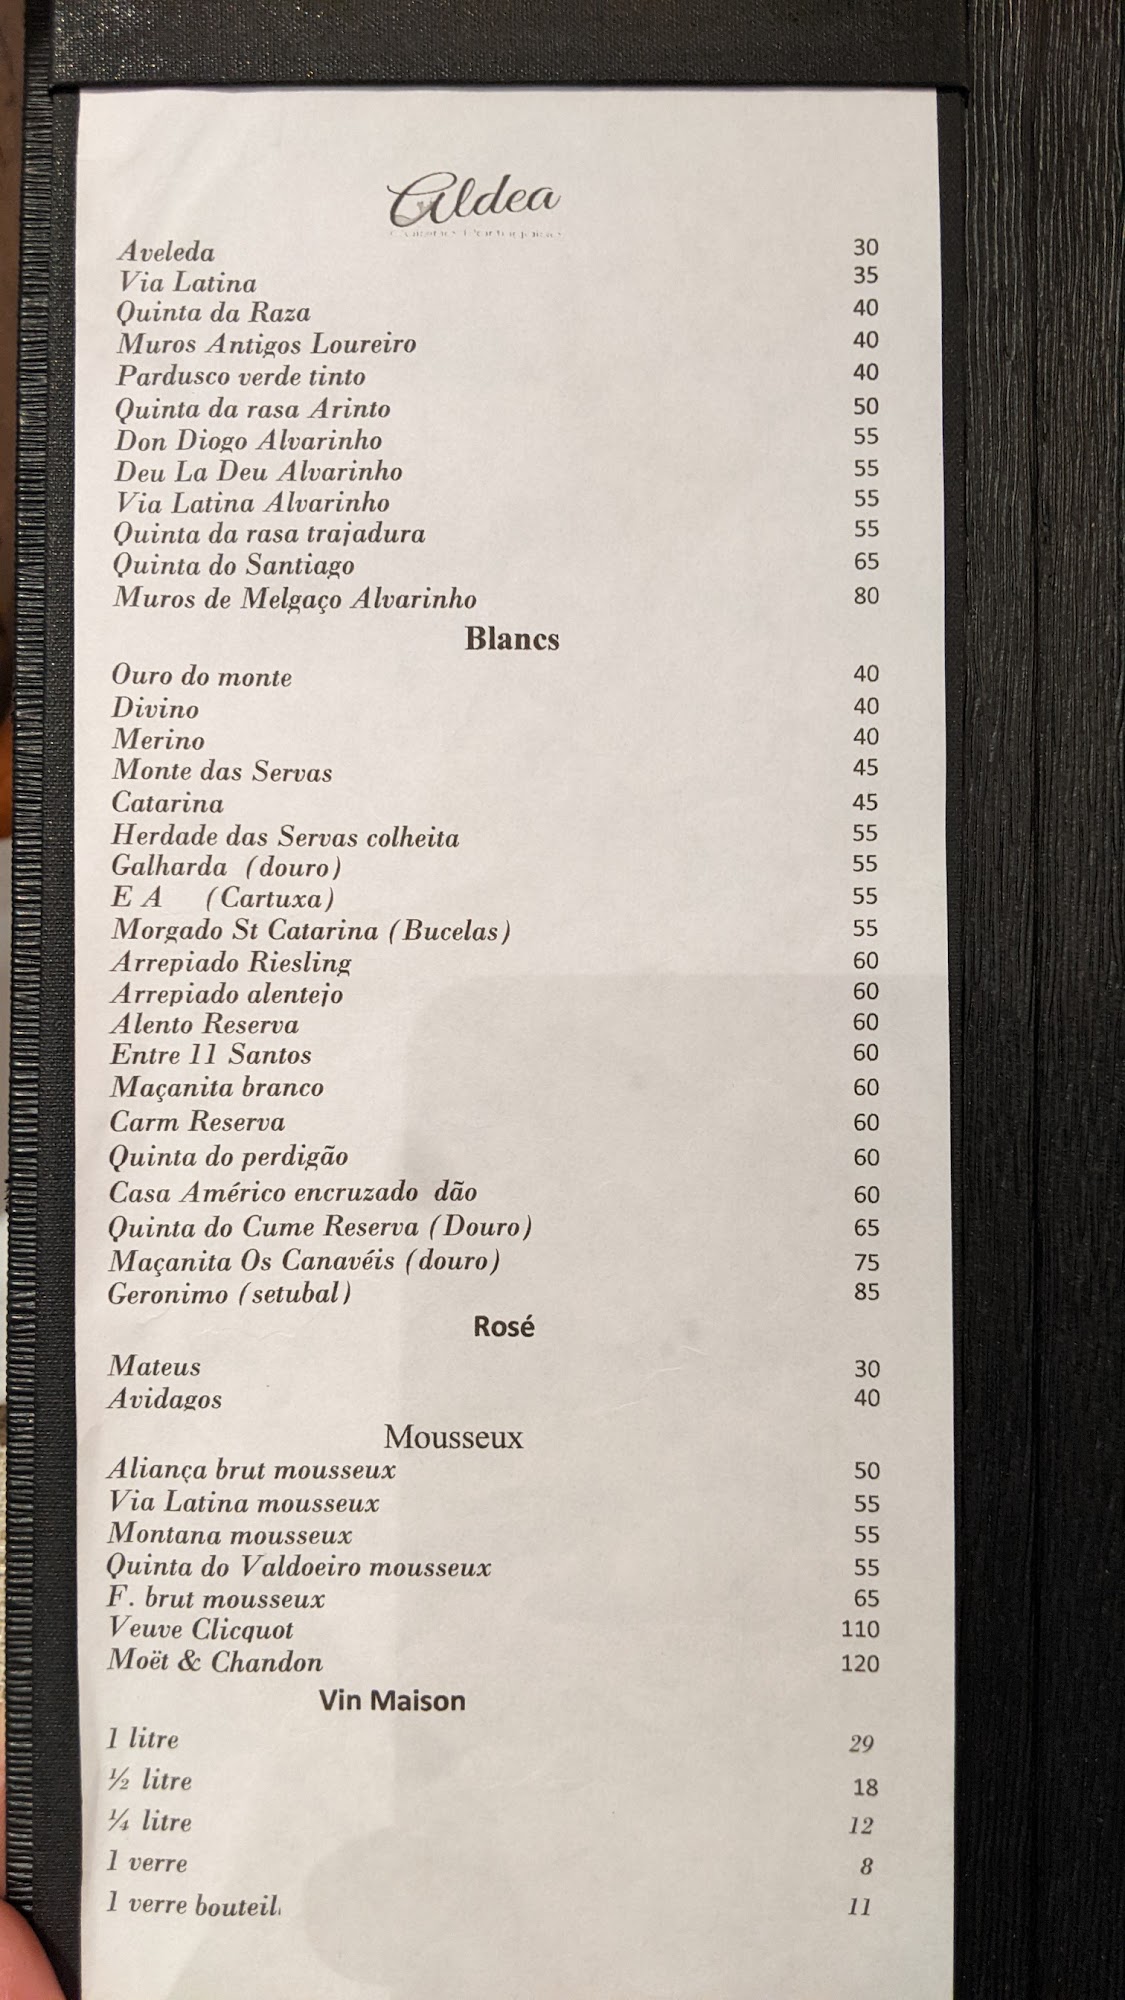 Aldea
Aveleda 30
Via Latina 35
Quinta da Raza 40
Muros Antigos Loureiro 40
Pardusco verde tinto 40
Quinta da rasa Arinto 50
Don Diogo Alvarinho 55
Deu La Deu Alvarinho 55
Via Latina Alvarinho 55
Quinta da rasa trajadura 55
Quinta do Santiago 65
Muros de Melgaço Alvarinho 80
Blancs
Ouro do monte 40
Divino 40
Merino 40
Monte das Servas 45
Catarina 45
Herdade das Servas colheita 55
Galharda (douro) 55
E A (Cartuxa) 55
Morgado St Catarina (Bucelas) 55
Arrepiado Riesling 60
Arrepiado alentejo 60
Alento Reserva 60
Entre 11 Santos 60
Maçanita branco 60
Carm Reserva 60
Quinta do perdigão 60
Casa Américo encruzado dão 60
Quinta do Cume Reserva (Douro) 65
Maçanita Os Canavéis (douro) 75
Geronimo (setubal) 85
Rosé
Mateus 30
Avidagos 40
Mousseux
Aliança brut mousseux 50
Via Latina mousseux 55
Montana mousseux 55
Quinta do Valdoeiro mousseux 55
F. brut mousseux 65
Veuve Clicquot 110
Moët & Chandon 120
Vin Maison
1 litre 29
½ litre 18
¼ litre 12
1 verre 8
1 verre bouteil 11